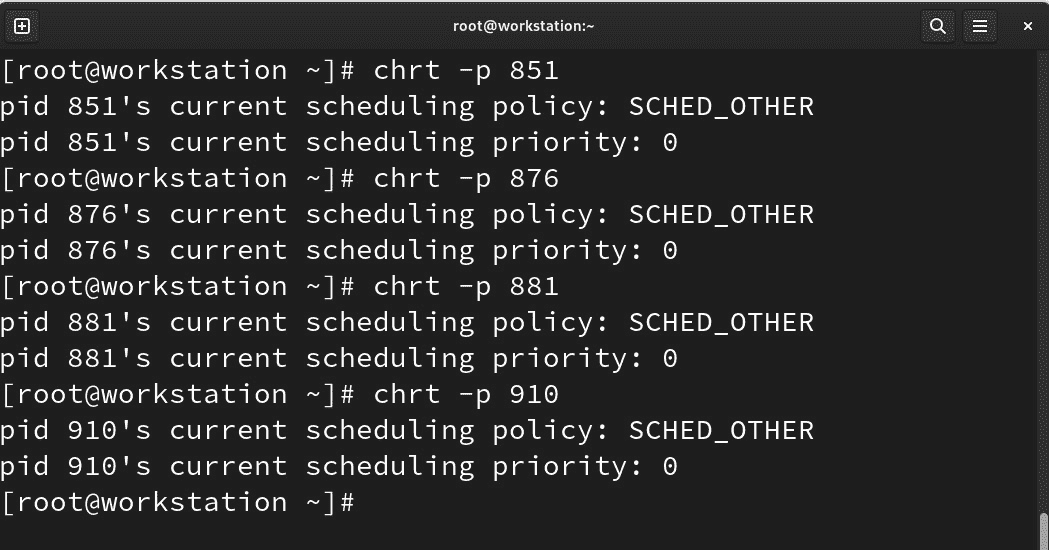 root@workstation:~
[root@workstation ~]# chrt -p 851
pid 851's current scheduling policy: SCHED_OTHER
pid 851's current scheduling priority: 0
[root@workstation ~]# chrt -p 876
pid 876's current scheduling policy: SCHED_OTHER
pid 876's current scheduling priority: 0
[root@workstation ~]# chrt -p 881
pid 881's current scheduling policy: SCHED_OTHER
pid 881's current scheduling priority: 0
[root@workstation ~]# chrt -p 910
pid 910's current scheduling policy: SCHED_OTHER
pid 910's current scheduling priority: 0
[root@workstation ~]#